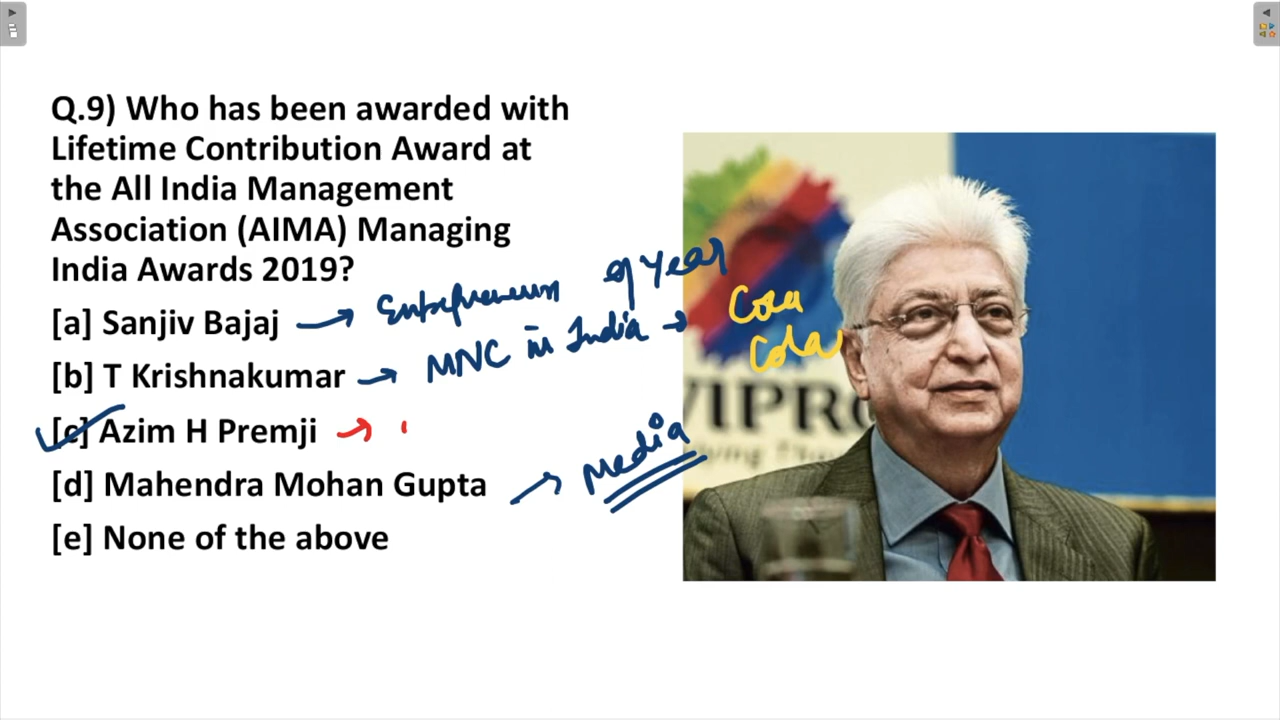 Q.9) Who has been awarded with
Lifetime Contribution Award at
the All India Management
Association (AIMA) Managing
India Awards 2019?
[a] Sanjiv Bajaj → Entrepreneur of Year
[b] T Krishnakumar → MNC in India → Coca
Cola
[c] Azim H Premji →
[d] Mahendra Mohan Gupta → Media
[e] None of the above
WIPRO